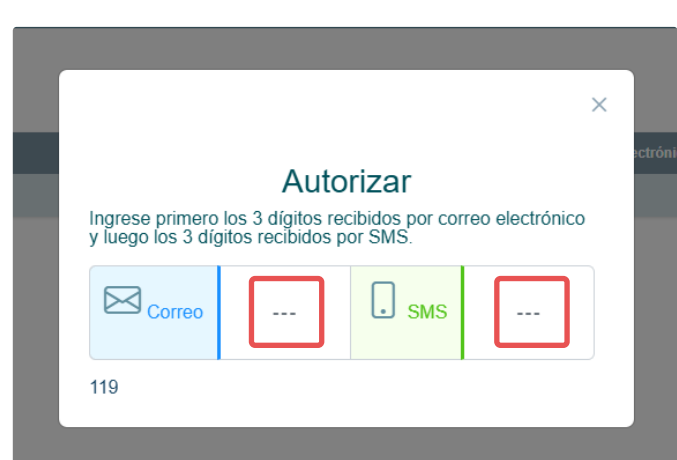 ectróni
Autorizar
Ingrese primero los 3 dígitos recibidos por correo electrónico
y luego los 3 dígitos recibidos por SMS.
Correo --- SMS ---
119